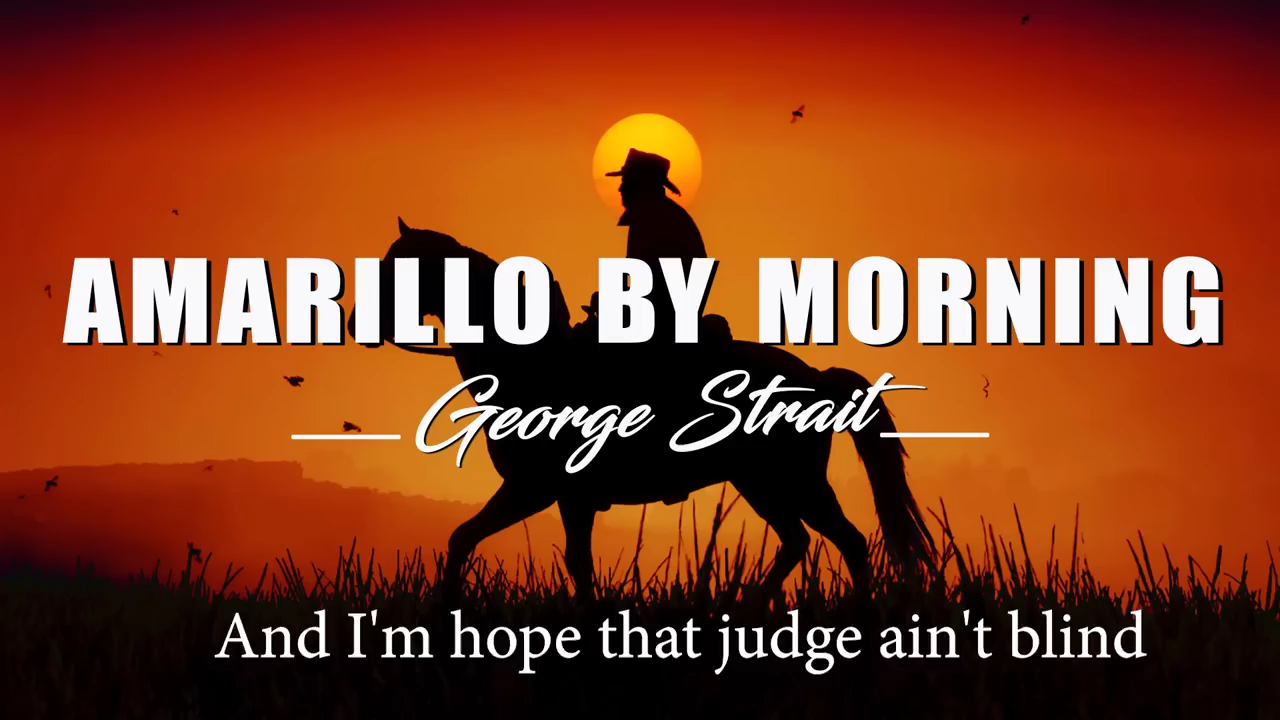 AMARILLO BY MORNING
George Strait
And I'm hope that judge ain't blind